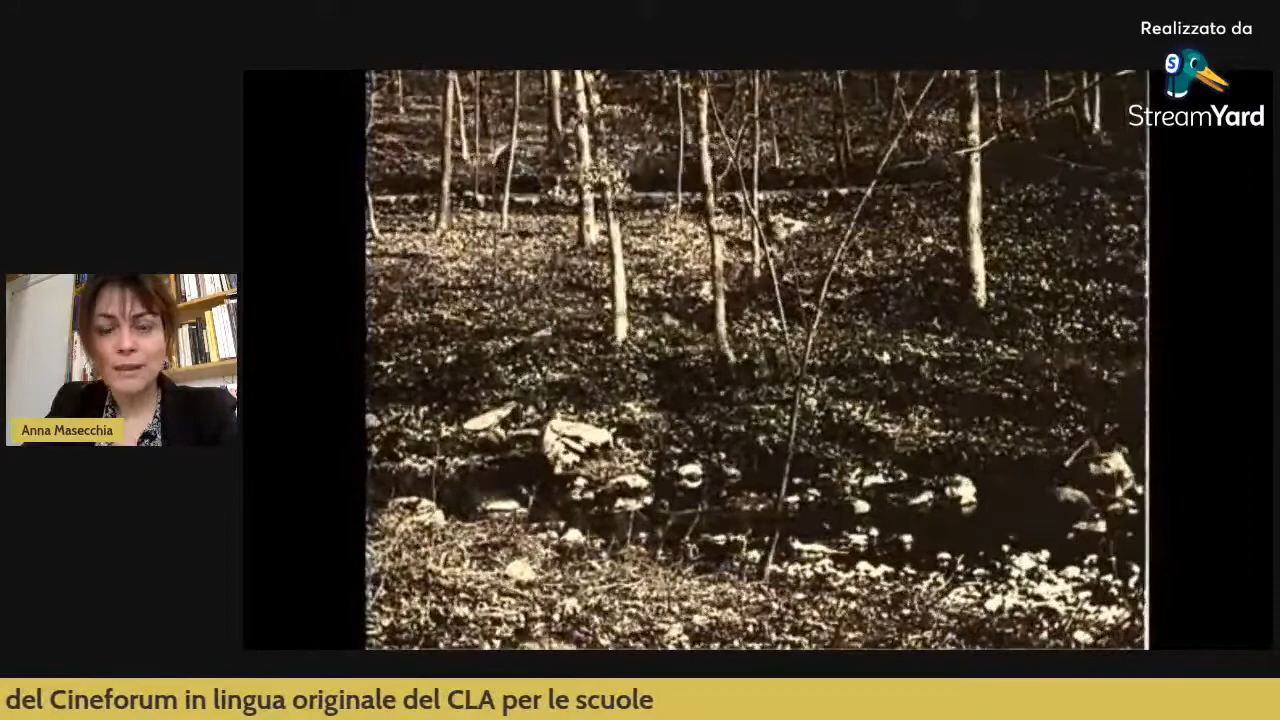 Realizzato da
StreamYard
Anna Masecchia
del Cineforum in lingua originale del CLA per le scuole